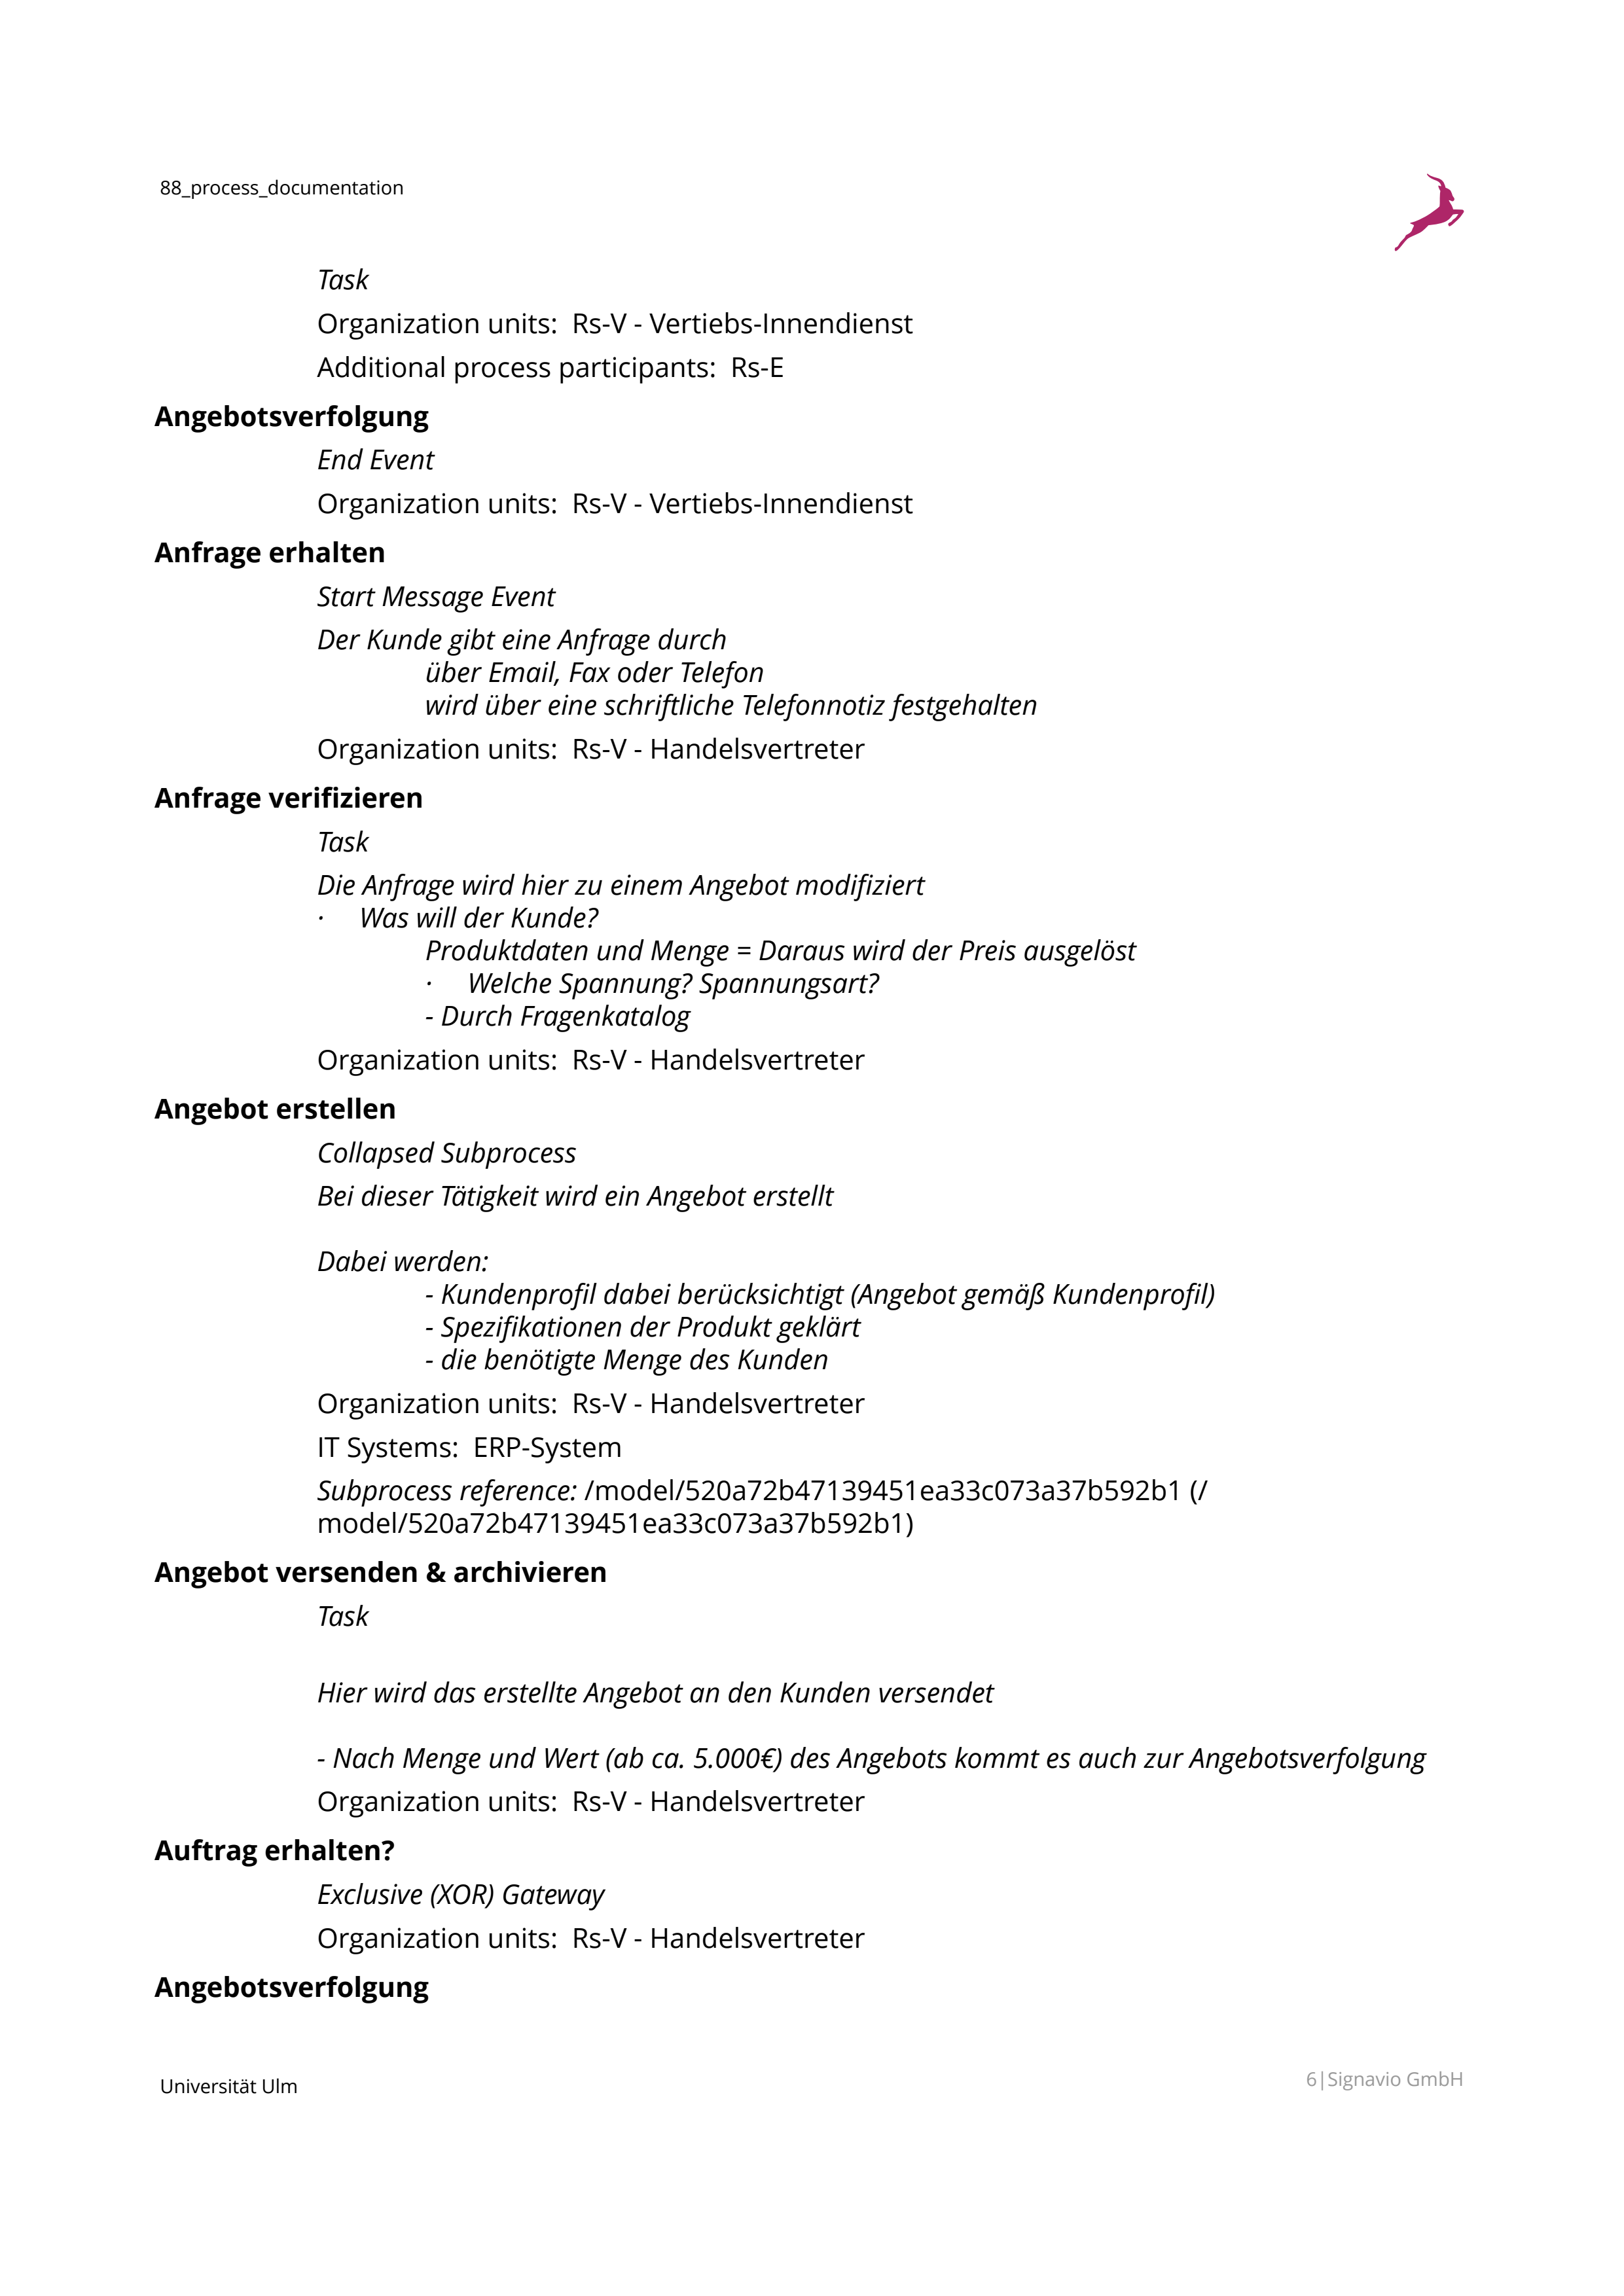 88_process_documentation
Task
Organization units:  Rs-V - Vertiebs-Innendienst
Additional process participants:  Rs-E
Angebotsverfolgung
End Event
Organization units:  Rs-V - Vertiebs-Innendienst
Anfrage erhalten
Start Message Event
Der Kunde gibt eine Anfrage durch
über Email, Fax oder Telefon
wird über eine schriftliche Telefonnotiz festgehalten
Organization units:  Rs-V - Handelsvertreter
Anfrage verifizieren
Task
Die Anfrage wird hier zu einem Angebot modifiziert
· Was will der Kunde?
Produktdaten und Menge = Daraus wird der Preis ausgelöst
· Welche Spannung? Spannungsart?
- Durch Fragenkatalog
Organization units:  Rs-V - Handelsvertreter
Angebot erstellen
Collapsed Subprocess
Bei dieser Tätigkeit wird ein Angebot erstellt
Dabei werden:
- Kundenprofil dabei berücksichtigt (Angebot gemäß Kundenprofil)
- Spezifikationen der Produkt geklärt
- die benötigte Menge des Kunden
Organization units:  Rs-V - Handelsvertreter
IT Systems:  ERP-System
Subprocess reference: /model/520a72b47139451ea33c073a37b592b1 (/
model/520a72b47139451ea33c073a37b592b1)
Angebot versenden & archivieren
Task
Hier wird das erstellte Angebot an den Kunden versendet
- Nach Menge und Wert (ab ca. 5.000€) des Angebots kommt es auch zur Angebotsverfolgung
Organization units:  Rs-V - Handelsvertreter
Auftrag erhalten?
Exclusive (XOR) Gateway
Organization units:  Rs-V - Handelsvertreter
Angebotsverfolgung
Universität Ulm
6|Signavio GmbH